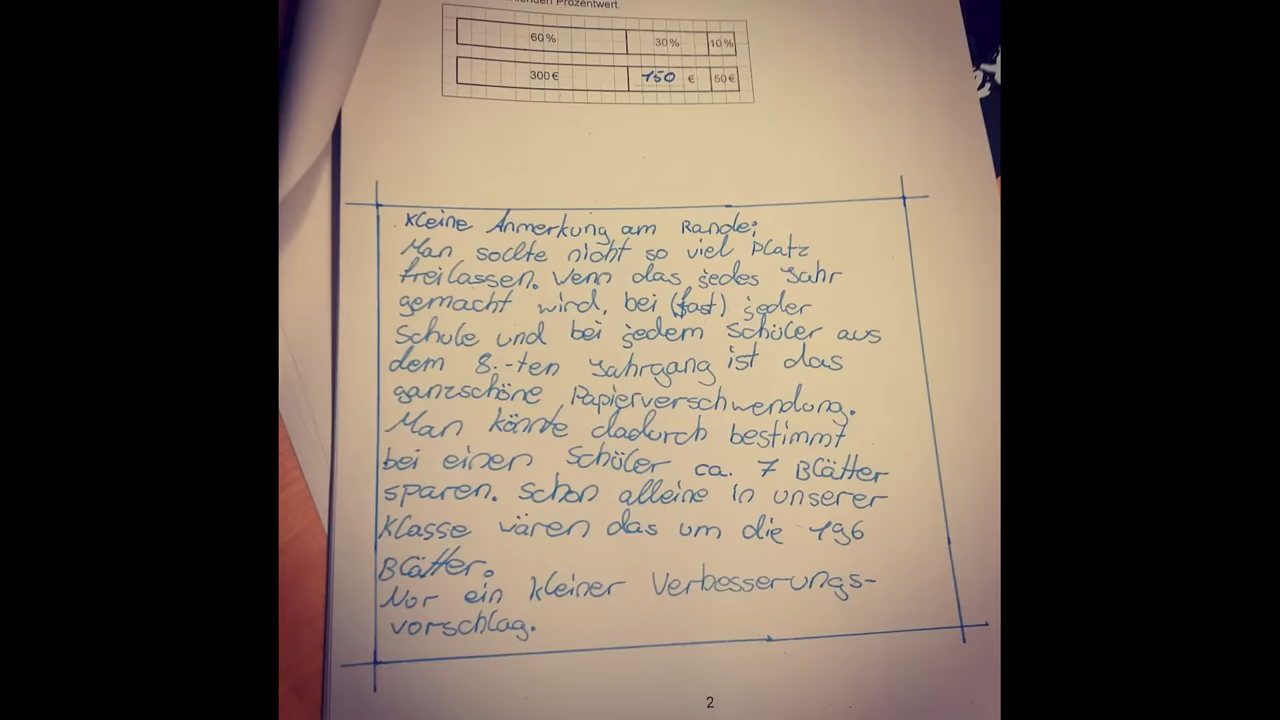 Prozentwert.
60% 30% 10%
300€ 150 € 50€
Kleine Anmerkung am Rande:
Man sollte nicht so viel Platz
freilassen. Wenn das jedes Jahr
gemacht wird, bei (fast) jeder
Schule und bei jedem Schüler aus
dem 8.-ten Jahrgang ist das
ganzschöne Papierverschwendung.
Man könnte dadurch bestimmt
bei einen Schüler ca. 7 Blätter
sparen. Schon alleine in unserer
Klasse wären das um die 196
Blätter.
Nur ein kleiner Verbesserungs-
vorschlag.
2